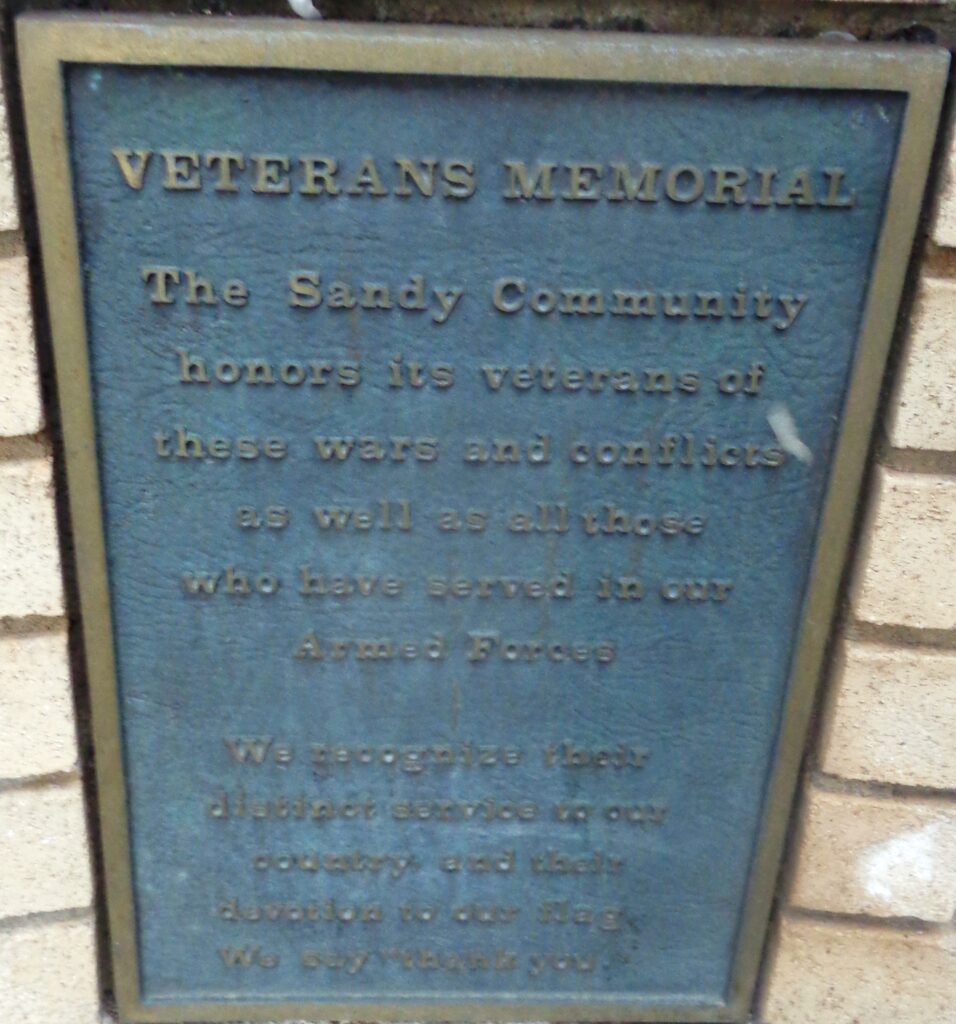 VETERANS MEMORIAL
The Sandy Community
honors its veterans of
these wars and conflicts
as well as all those
who have served in our
Armed Forces
We recognize their
distinct service to our
country, and their
devotion to our flag.
We say "thank you."